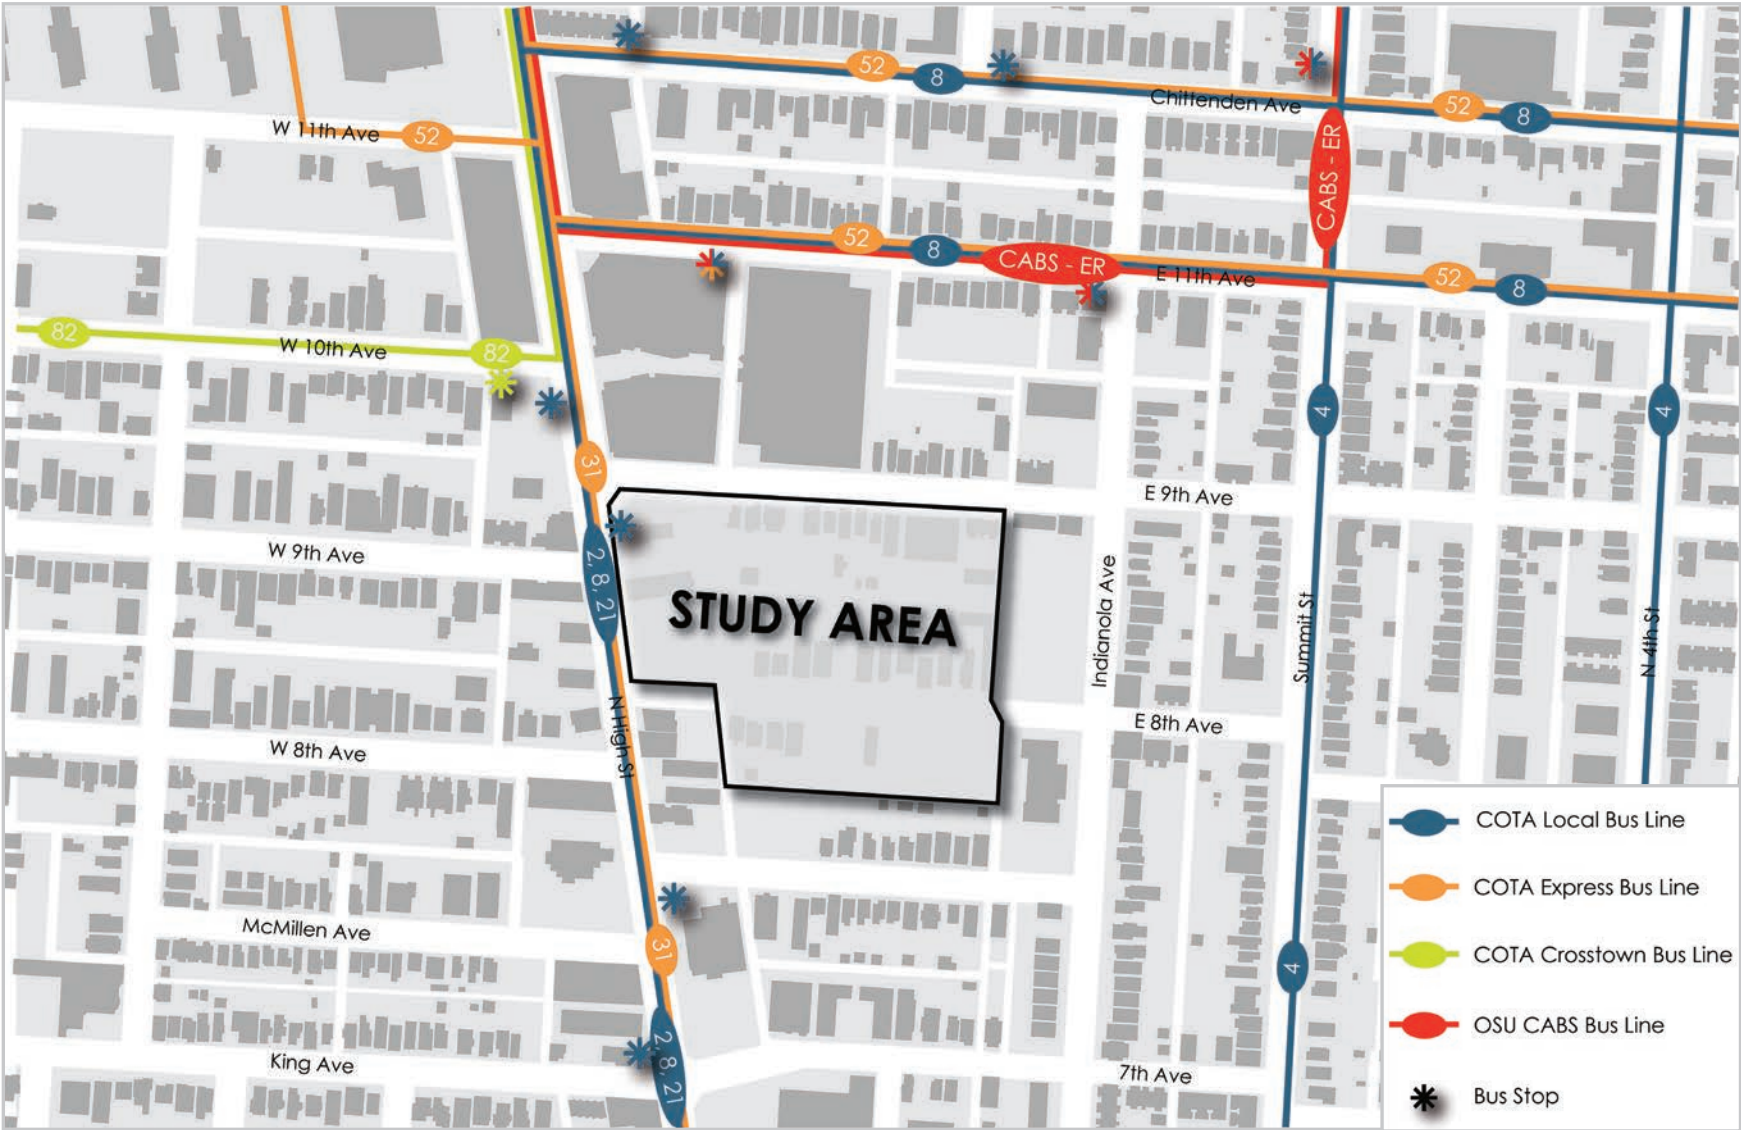 52
8
Chittenden Ave
52
8
W 11th Ave
52
CABS - ER
52
8
CABS - ER
E 11th Ave
52
8
82
W 10th Ave
82
4
4
31
E 9th Ave
W 9th Ave
2, 8, 21
STUDY AREA
Indianola Ave
Summit St
N 4th St
N High St
E 8th Ave
W 8th Ave
COTA Local Bus Line
COTA Express Bus Line
McMillen Ave
31
4
COTA Crosstown Bus Line
OSU CABS Bus Line
King Ave
2, 8, 21
7th Ave
Bus Stop